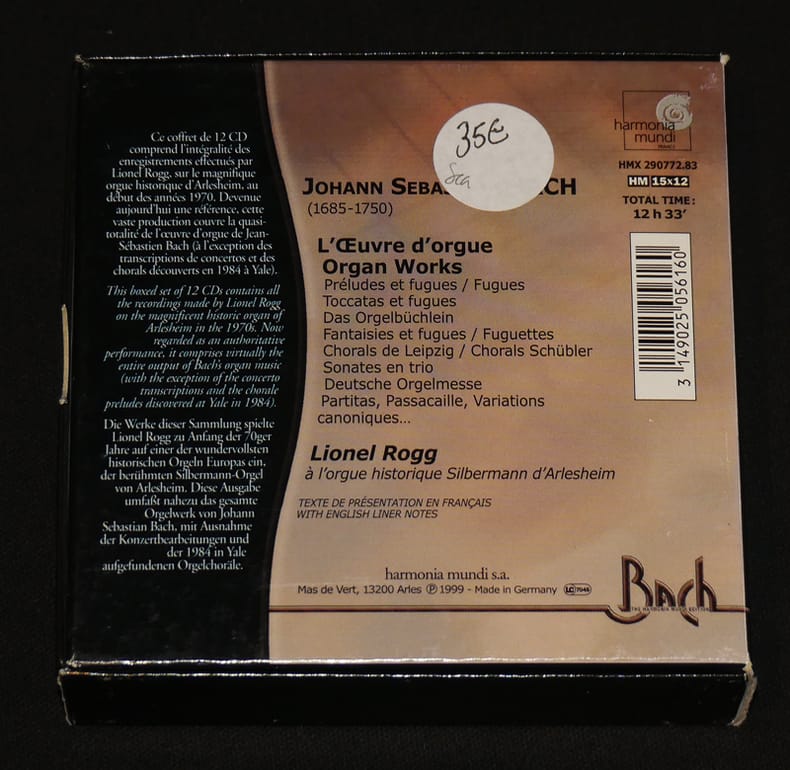 Ce coffret de 12 CD
comprend l'intégralité des
enregistrements effectués par
Lionel Rogg, sur le magnifique
orgue historique d'Arlesheim, au
début des années 1970. Devenue
aujourd'hui une référence, cette
vaste production couvre la quasi-
totalité de l'œuvre d'orgue de Jean-
Sébastien Bach (à l'exception des
transcriptions de concertos et des
chorals découverts en 1984 à Yale).
This boxed set of 12 CDs contains all
the recordings made by Lionel Rogg
on the magnificent historic organ of
Arlesheim in the 1970s. Now
regarded as an authoritative
performance, it comprises virtually the
entire output of Bach's organ music
(with the exception of the concerto
transcriptions and the chorale
preludes discovered at Yale in 1984).
Die Werke dieser Sammlung spielte
Lionel Rogg zu Anfang der 70ger
Jahre auf einer der wundervollsten
historischen Orgeln Europas ein,
der berühmten Silbermann-Orgel
von Arlesheim. Diese Ausgabe
umfaßt nahezu das gesamte
Orgelwerk von Johann
Sebastian Bach, mit Ausnahme
der Konzertbearbeitungen und
der 1984 in Yale
aufgefundenen Orgelchoräle.
35€
JOHANN SEBAS CH
(1685-1750)
L'Œuvre d'orgue
Organ Works
Préludes et fugues / Fugues
Toccatas et fugues
Das Orgelbüchlein
Fantaisies et fugues / Fuguettes
Chorals de Leipzig / Chorals Schübler
Sonates en trio
Deutsche Orgelmesse
Partitas, Passacaille, Variations
canoniques...
Lionel Rogg
à l'orgue historique Silbermann d'Arlesheim
TEXTE DE PRÉSENTATION EN FRANÇAIS
WITH ENGLISH LINER NOTES
harmonia mundi s.a.
Mas de Vert, 13200 Arles ℗ 1999 - Made in Germany LC 7045
harmonia
mundi
FRANCE
HMX 290772.83
HM 15x12
TOTAL TIME:
12 h 33'
3 149025 056160
Bach
THE HARMONIA MUNDI EDITION